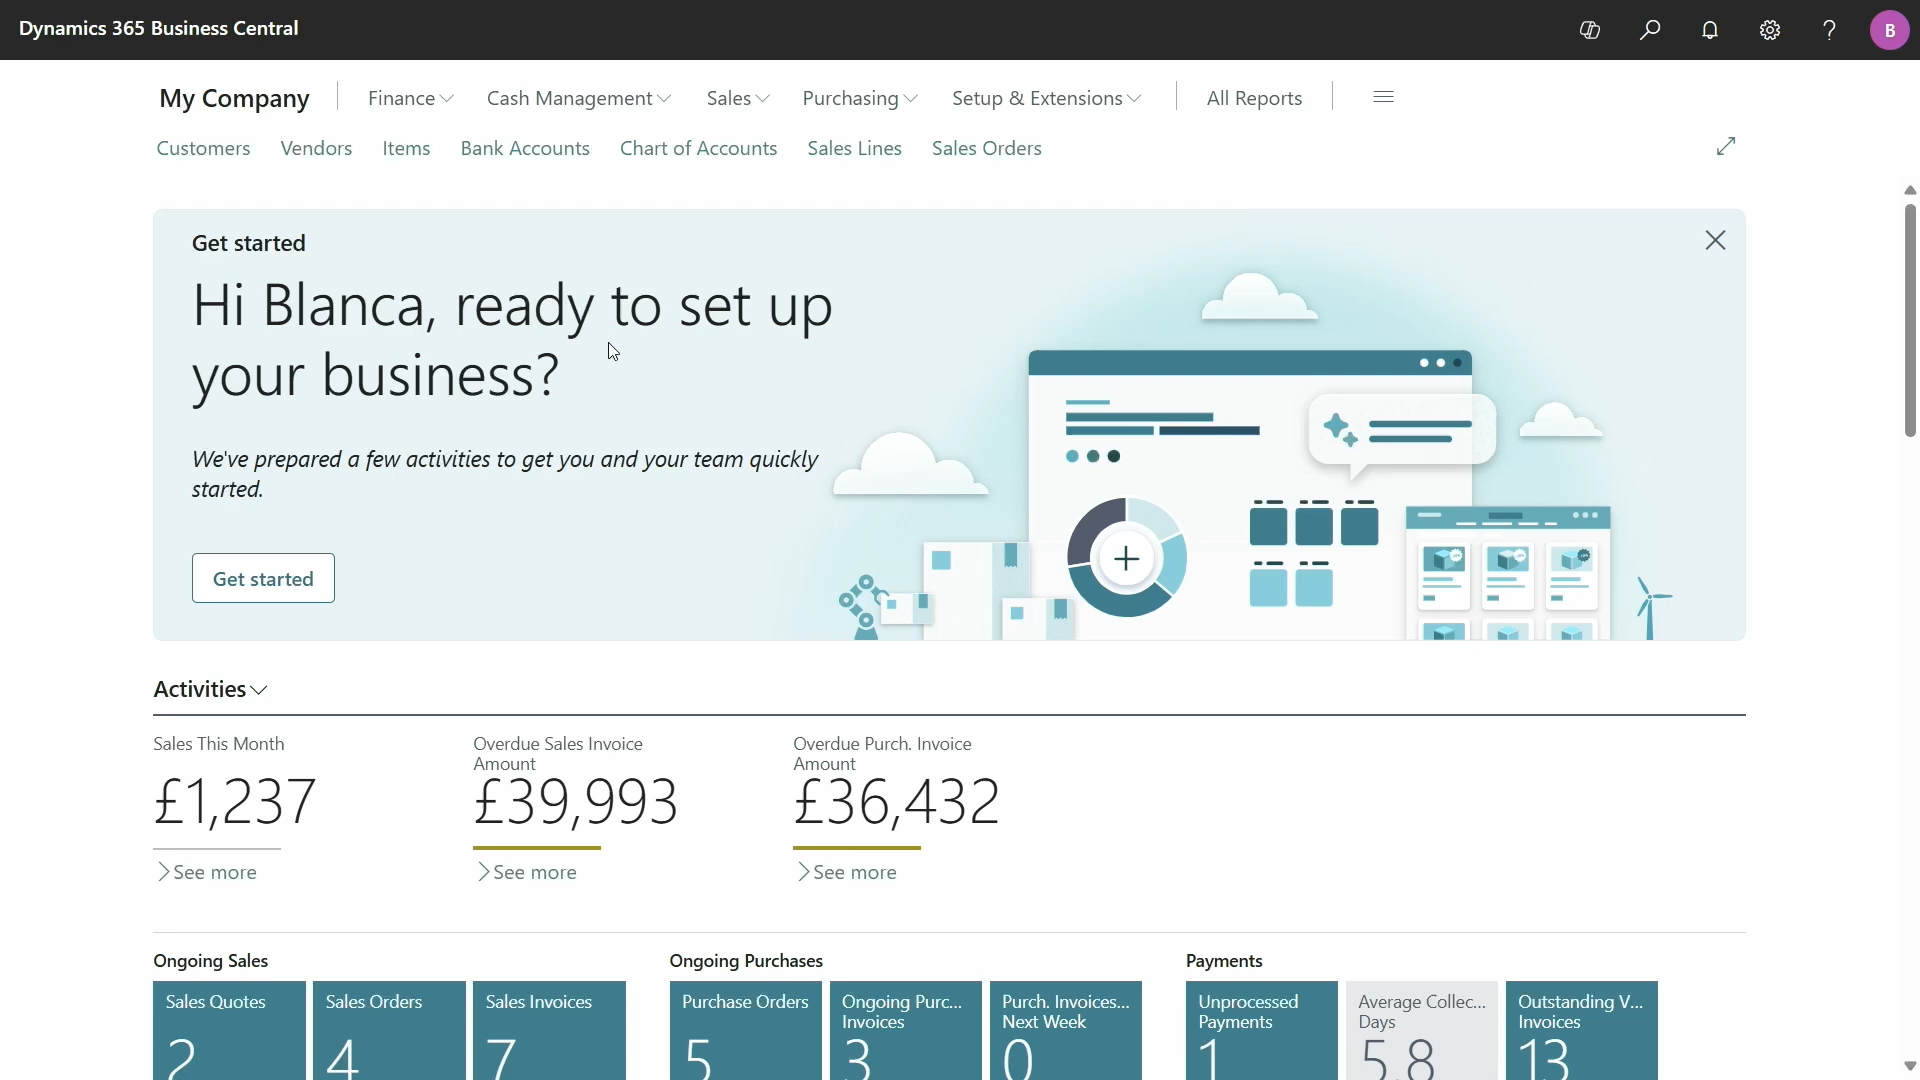 Dynamics 365 Business Central
B
My Company
Finance
Cash Management
Sales
Purchasing
Setup & Extensions
All Reports
Customers
Vendors
Items
Bank Accounts
Chart of Accounts
Sales Lines
Sales Orders
Get started
Hi Blanca, ready to set up
your business?
We've prepared a few activities to get you and your team quickly
started.
Get started
Activities
Sales This Month
£1,237
See more
Overdue Sales Invoice
Amount
£39,993
See more
Overdue Purch. Invoice
Amount
£36,432
See more
Ongoing Sales
Sales Quotes
2
Sales Orders
4
Sales Invoices
7
Ongoing Purchases
Purchase Orders
5
Ongoing Purc...
Invoices
3
Purch. Invoices...
Next Week
0
Payments
Unprocessed
Payments
1
Average Collec...
Days
5.8
Outstanding V...
Invoices
13